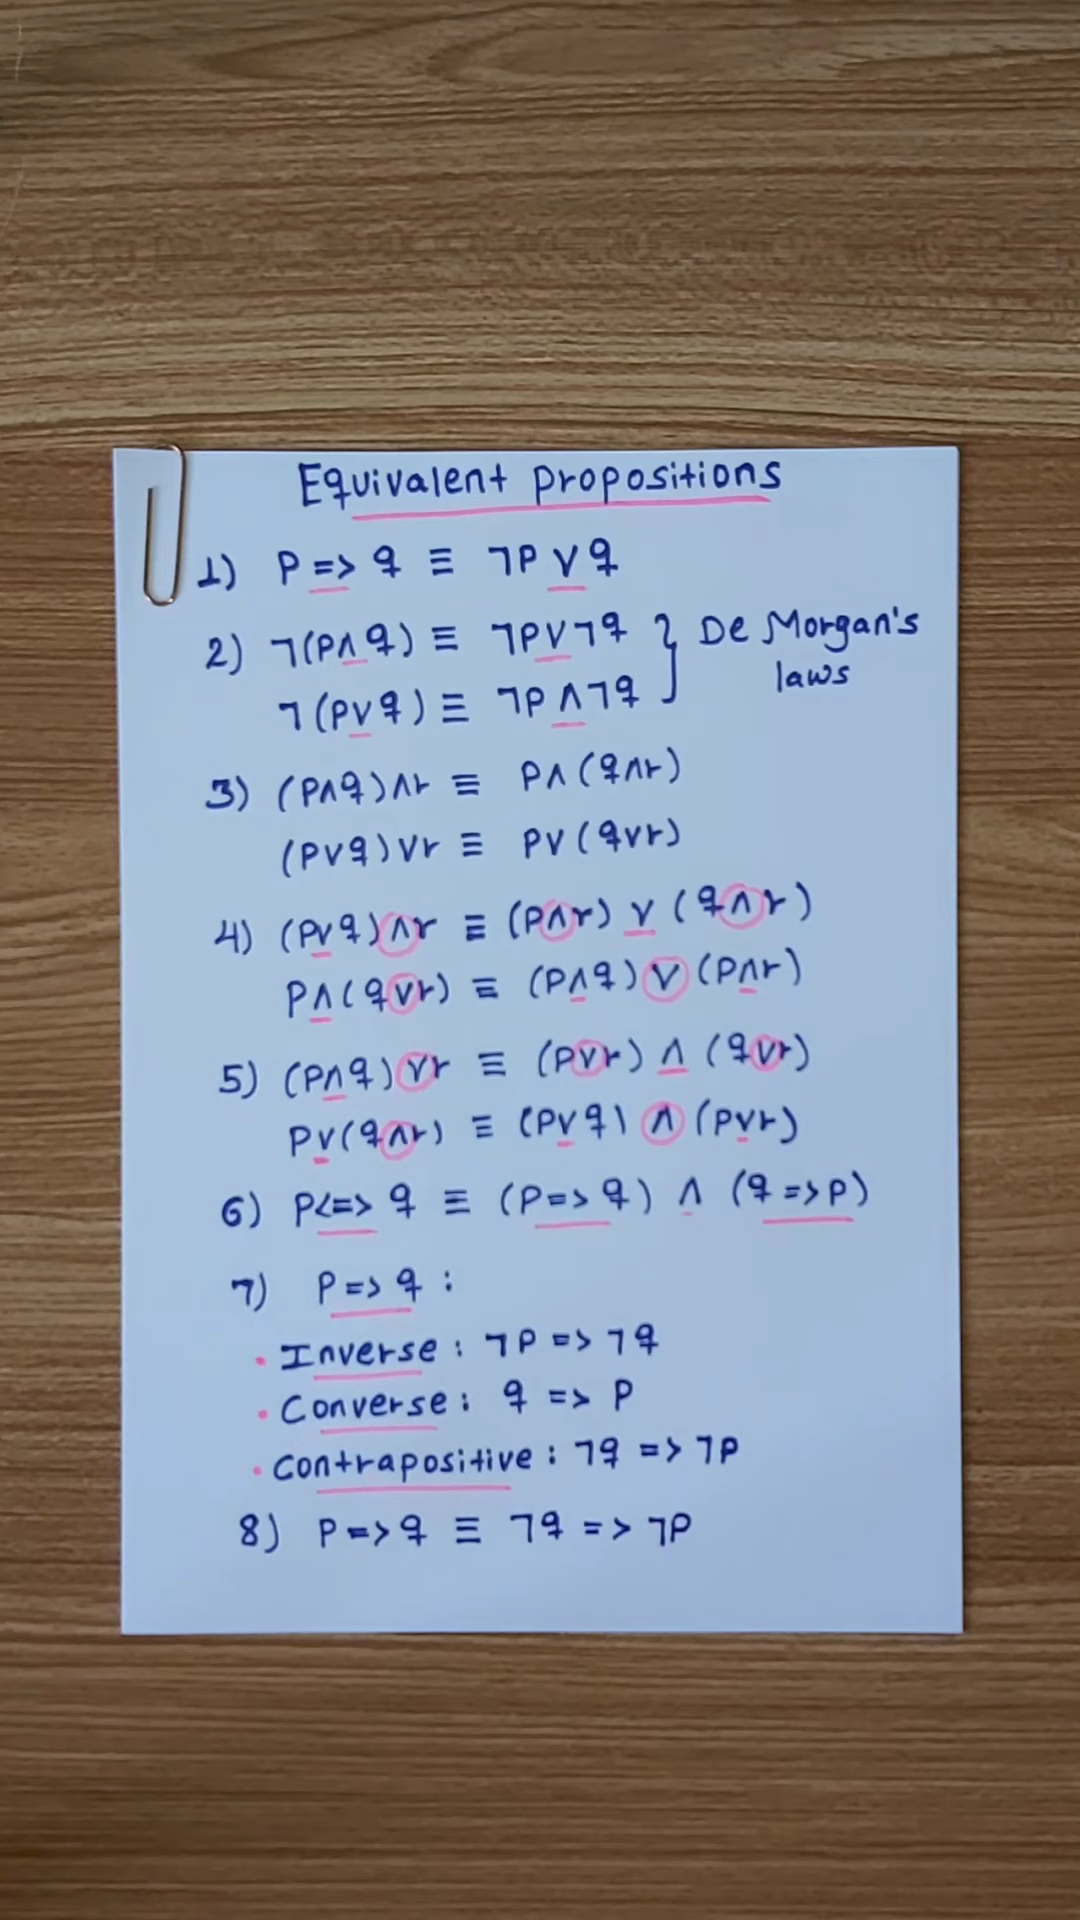 Equivalent propositions
1) P => q ≡ ¬P ∨ q
2) ¬(P∧q) ≡ ¬P∨¬q } De Morgan's laws
¬(P∨q) ≡ ¬P∧¬q
3) (P∧q)∧r ≡ P∧(q∧r)
(P∨q)∨r ≡ P∨(q∨r)
4) (P∨q)∧r ≡ (P∧r) ∨ (q∧r)
P∧(q∨r) ≡ (P∧q) ∨ (P∧r)
5) (P∧q)∨r ≡ (P∨r) ∧ (q∨r)
P∨(q∧r) ≡ (P∨q) ∧ (P∨r)
6) P<=> q ≡ (P=> q) ∧ (q => P)
7) P=> q :
• Inverse : ¬P => ¬q
• Converse : q => P
• contrapositive : ¬q => ¬P
8) P=> q ≡ ¬q => ¬P